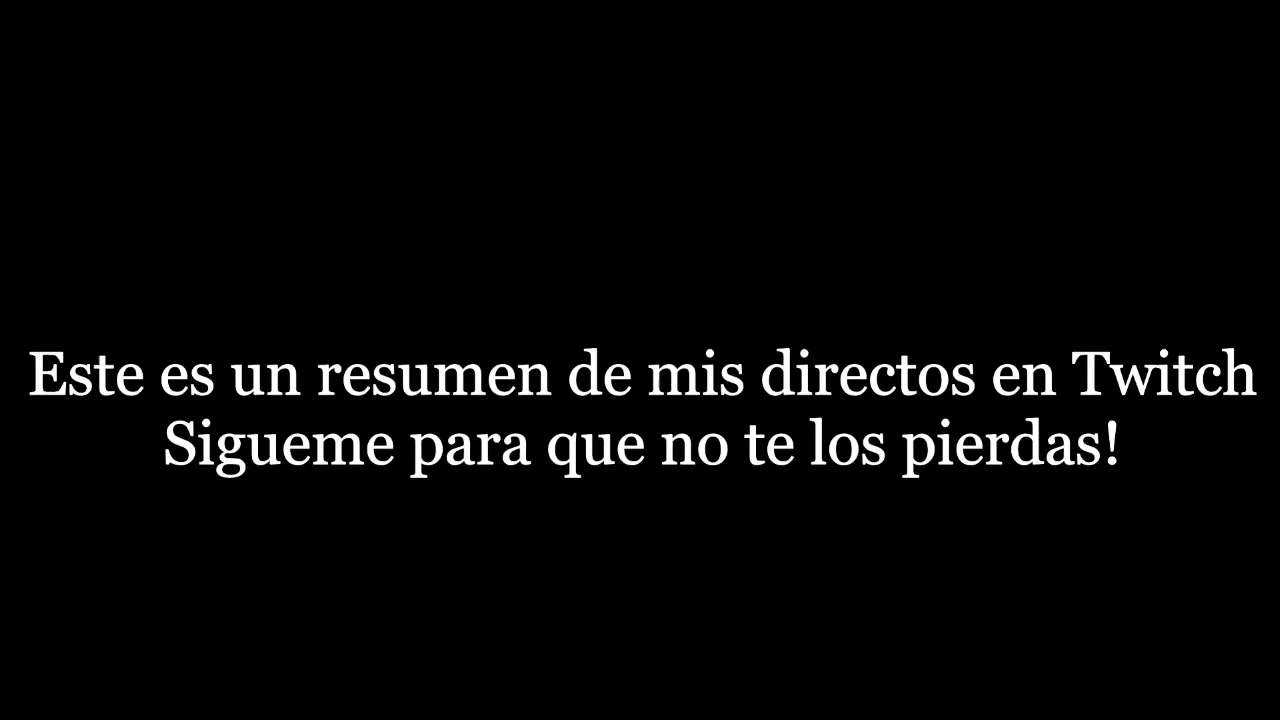 Este es un resumen de mis directos en Twitch
Sigueme para que no te los pierdas!